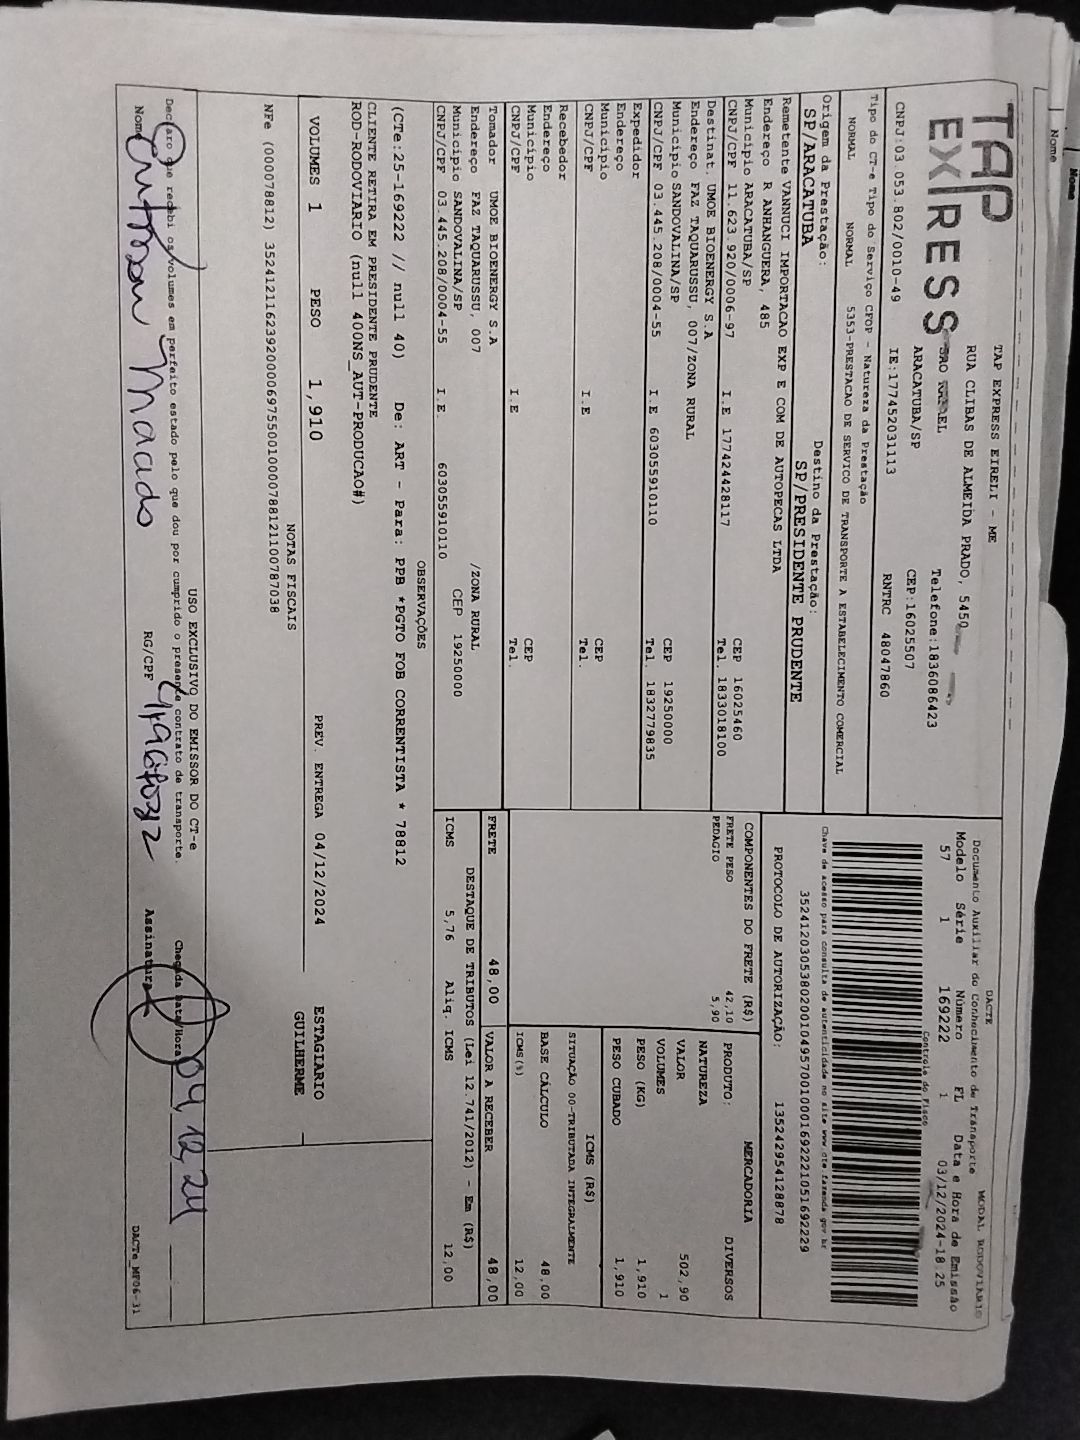 Nome
Nome
TAP EXPRESS
TAP EXPRESS EIRELI - ME
RUA CLIBAS DE ALMEIDA PRADO, 5450
SAO RAFAEL
Telefone:1836086423
ARACATUBA/SP
CEP:16025507
CNPJ:03.053.802/0010-49
IE:177452031113
RNTRC 48047860
DACTE
Documento Auxiliar do Conhecimento de Transporte
MODAL RODOVIARIO
Modelo Série Número FL Data e Hora de Emissão
57 1 169222 1 03/12/2024-18 25
Controle do Fisco
Tipo do CT-e Tipo do Serviço CFOP - Natureza da Prestação
NORMAL NORMAL 5353-PRESTACAO DE SERVICO DE TRANSPORTE A ESTABELECIMENTO COMERCIAL
Chave de acesso para consulta de autenticidade no site www.cte.fazenda.gov.br
35241203053802001049570010001692221051692229
Origem da Prestação: Destino da Prestação:
SP/ARACATUBA SP/PRESIDENTE PRUDENTE
PROTOCOLO DE AUTORIZAÇÃO: 135242954128878
Remetente VANNUCI IMPORTACAO EXP E COM DE AUTOPECAS LTDA
Endereço R ANHANGUERA, 485
Municipio ARACATUBA/SP CEP 16025460
CNPJ/CPF 11.623.920/0006-97 I.E 177424428117 Tel. 1833018100
Destinat. UMOE BIOENERGY S.A
Endereço FAZ TAQUARUSSU, 007/ZONA RURAL
Municipio SANDOVALINA/SP CEP 19250000
CNPJ/CPF 03.445.208/0004-55 I.E 603055910110 Tel. 1832779835
Expedidor
Endereço
Municipio CEP
CNPJ/CPF I.E Tel.
Recebedor
Endereço
Municipio CEP
CNPJ/CPF I.E Tel.
Tomador UMOE BIOENERGY S.A
Endereço FAZ TAQUARUSSU, 007 /ZONA RURAL
Municipio SANDOVALINA/SP CEP 19250000
CNPJ/CPF 03.445.208/0004-55 I.E. 603055910110
COMPONENTES DO FRETE (R$)
FRETE PESO 42,10
PEDAGIO 5,90
PRODUTO: MERCADORIA
NATUREZA DIVERSOS
VALOR 502,90
VOLUMES 1
PESO (KG) 1,910
PESO CUBADO 1,910
ICMS (R$)
SITUAÇÃO 00-TRIBUTADA INTEGRALMENTE
BASE CÁLCULO 48,00
ICMS(%) 12,00
FRETE 48,00 VALOR A RECEBER 48,00
DESTAQUE DE TRIBUTOS (Lei 12.741/2012) - Em (R$)
ICMS 5,76 Aliq. ICMS 12,00
OBSERVAÇÕES
(CTe:25-169222 // null 40) De: ART - Para: PPB *PGTO FOB CORRENTISTA * 78812
CLIENTE RETIRA EM PRESIDENTE PRUDENTE
ROD-RODOVIARIO (null 400NS_AUT-PRODUCAO#)
VOLUMES 1 PESO 1,910 PREV. ENTREGA 04/12/2024
ESTAGIARIO
GUILHERME
NOTAS FISCAIS
NFe (000078812) 35241211623920000697550010000788121100787038
USO EXCLUSIVO DO EMISSOR DO CT-e
Declaro que recebi os volumes em perfeito estado pelo que dou por cumprido o presente contrato de transporte.
Chegada Data/Hora 04 12 24
Nome Macado RG/CPF Assinatura
DACTe_MF06-31